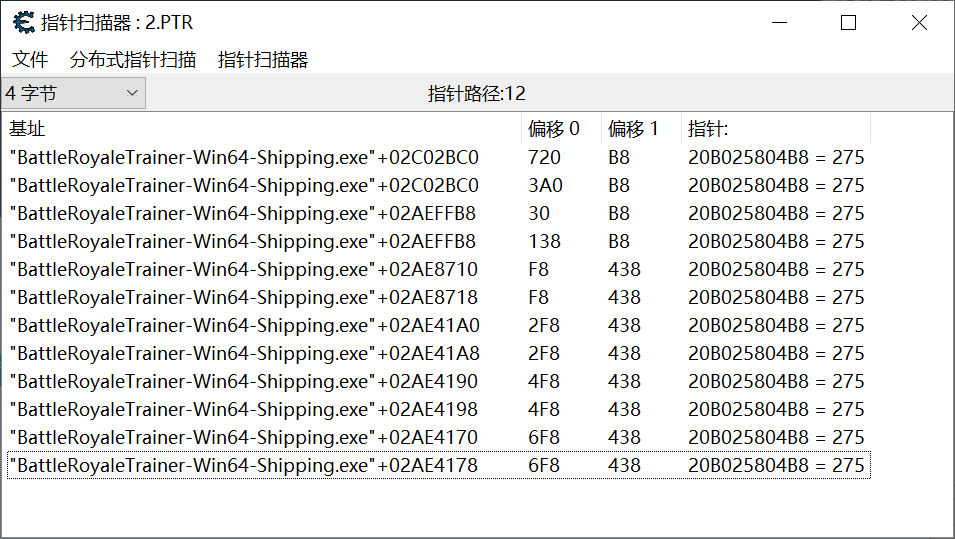 指针扫描器 : 2.PTR
文件 分布式指针扫描 指针扫描器
4 字节 指针路径:12
基址 偏移 0 偏移 1 指针:
"BattleRoyaleTrainer-Win64-Shipping.exe"+02C02BC0 720 B8 20B025804B8 = 275
"BattleRoyaleTrainer-Win64-Shipping.exe"+02C02BC0 3A0 B8 20B025804B8 = 275
"BattleRoyaleTrainer-Win64-Shipping.exe"+02AEFFB8 30 B8 20B025804B8 = 275
"BattleRoyaleTrainer-Win64-Shipping.exe"+02AEFFB8 138 B8 20B025804B8 = 275
"BattleRoyaleTrainer-Win64-Shipping.exe"+02AE8710 F8 438 20B025804B8 = 275
"BattleRoyaleTrainer-Win64-Shipping.exe"+02AE8718 F8 438 20B025804B8 = 275
"BattleRoyaleTrainer-Win64-Shipping.exe"+02AE41A0 2F8 438 20B025804B8 = 275
"BattleRoyaleTrainer-Win64-Shipping.exe"+02AE41A8 2F8 438 20B025804B8 = 275
"BattleRoyaleTrainer-Win64-Shipping.exe"+02AE4190 4F8 438 20B025804B8 = 275
"BattleRoyaleTrainer-Win64-Shipping.exe"+02AE4198 4F8 438 20B025804B8 = 275
"BattleRoyaleTrainer-Win64-Shipping.exe"+02AE4170 6F8 438 20B025804B8 = 275
"BattleRoyaleTrainer-Win64-Shipping.exe"+02AE4178 6F8 438 20B025804B8 = 275